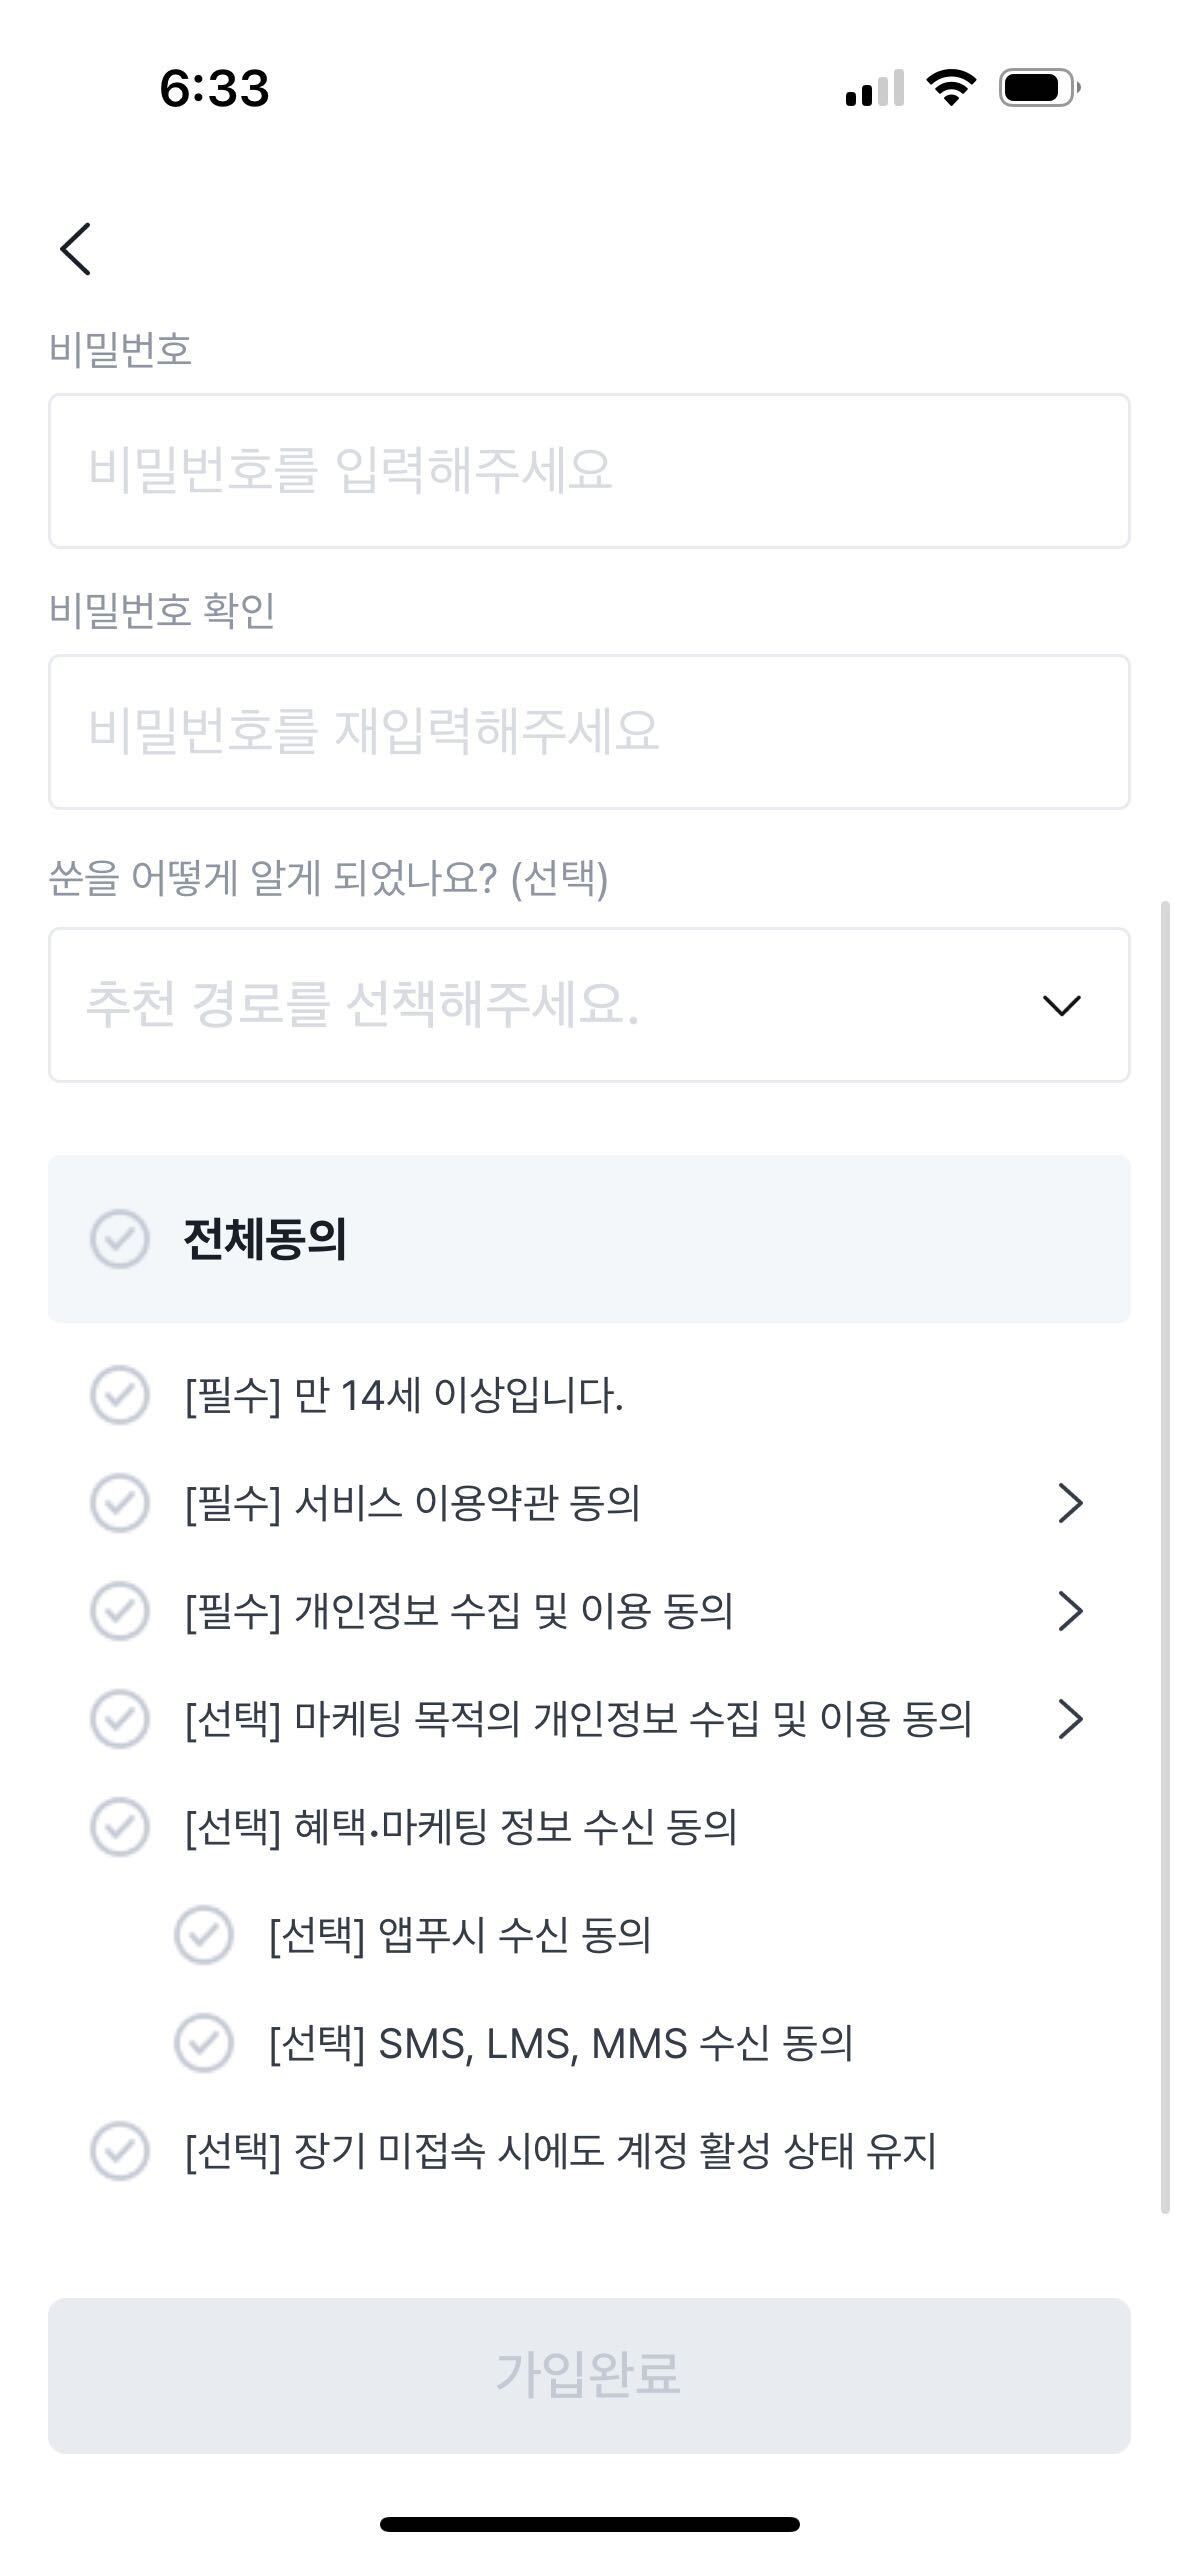 6:33
비밀번호
비밀번호를 입력해주세요
비밀번호 확인
비밀번호를 재입력해주세요
쑨을 어떻게 알게 되었나요? (선택)
추천 경로를 선책해주세요.
전체동의
[필수] 만 14세 이상입니다.
[필수] 서비스 이용약관 동의
[필수] 개인정보 수집 및 이용 동의
[선택] 마케팅 목적의 개인정보 수집 및 이용 동의
[선택] 혜택•마케팅 정보 수신 동의
[선택] 앱푸시 수신 동의
[선택] SMS, LMS, MMS 수신 동의
[선택] 장기 미접속 시에도 계정 활성 상태 유지
가입완료